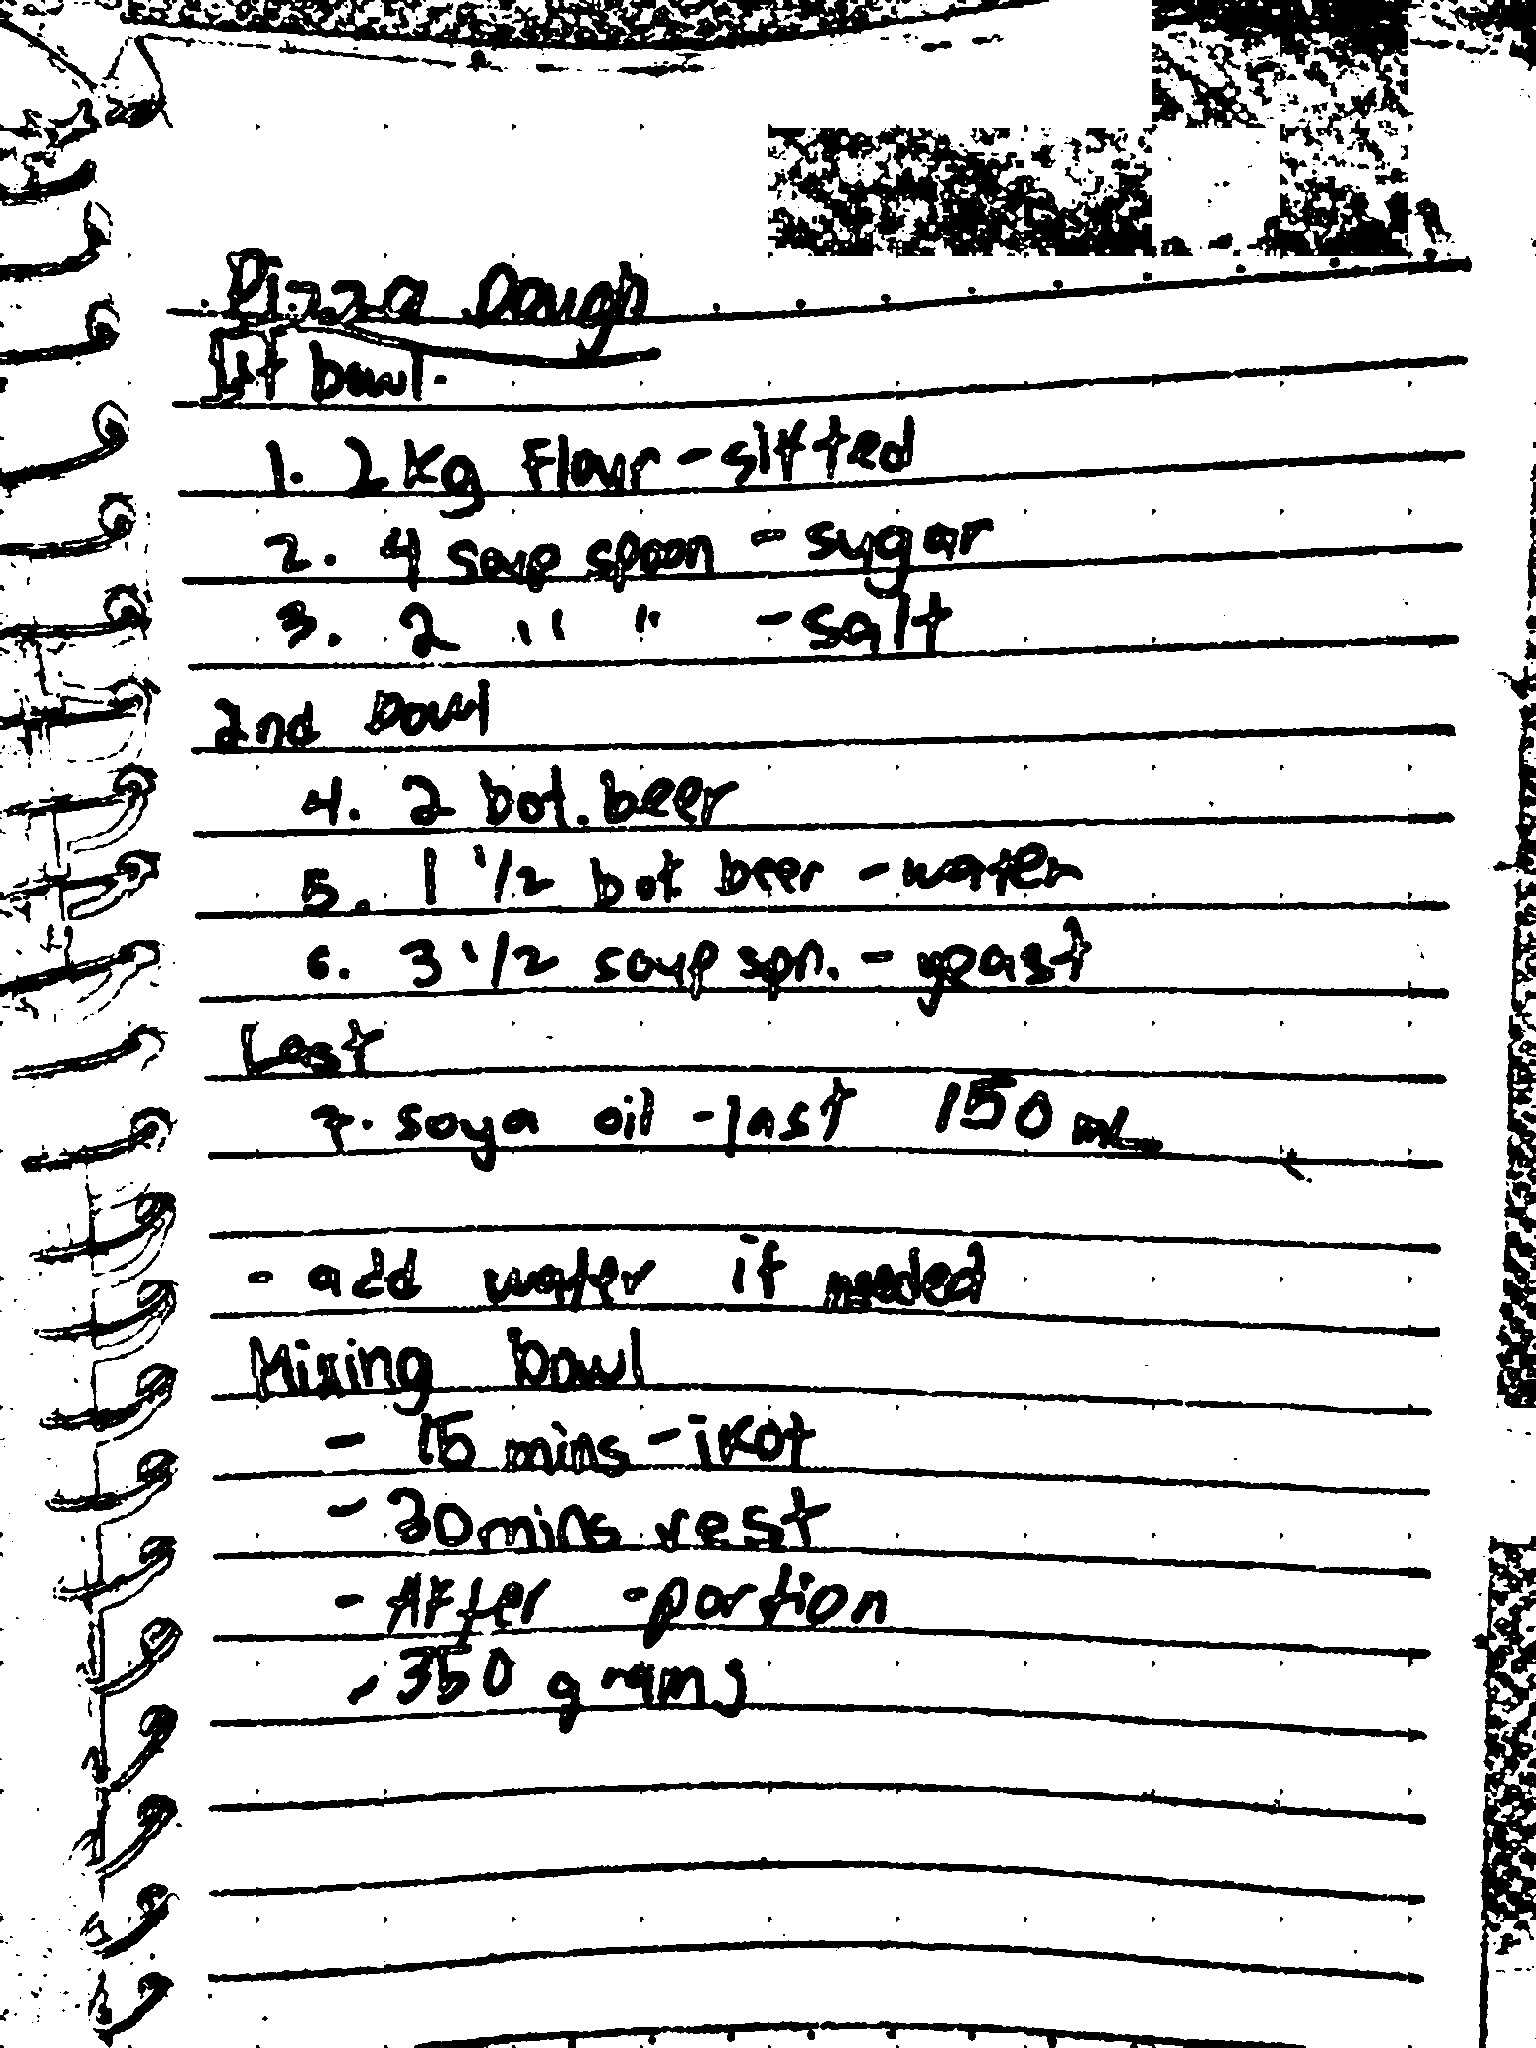 Pizza Dough
1st bowl.
1. 2 kg Flour - sifted
2. 4 soup spoon - sugar
3. 2 " " - salt
2nd bowl
4. 2 bot. beer
5. 1 1/2 bot beer - water
6. 3 1/2 soup spn. - yeast
Last
7. soya oil - last 150 mL
- add water if needed
Mixing bowl
- 15 mins - ikot
- 20 mins rest
- After - portion
- 350 grams